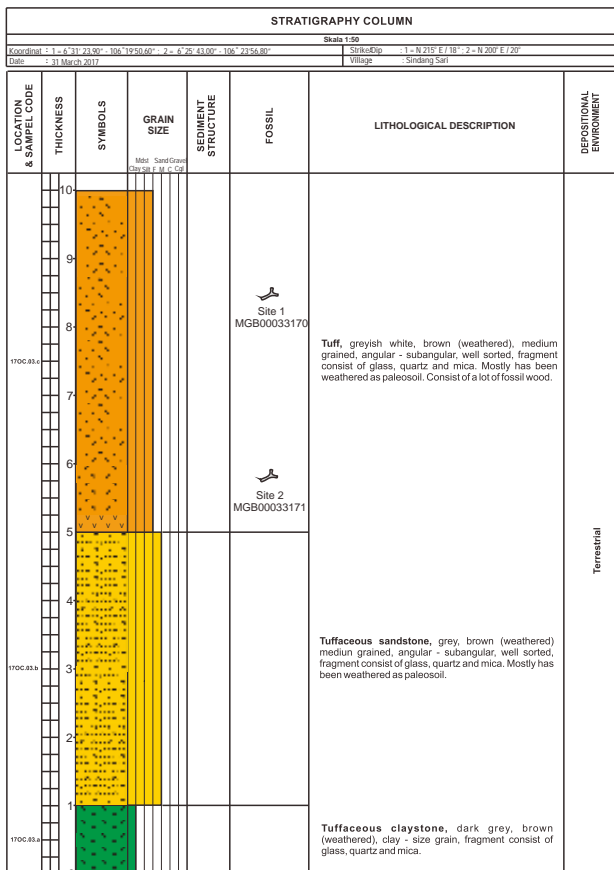 STRATIGRAPHY COLUMN
Skala 1:50
Koordinat : 1 = 6°31' 23,90" - 106°19'50,60" ; 2 = 6°25' 43,00" - 106° 23'56,80"
Strike/Dip : 1 = N 215° E / 18° ; 2 = N 200° E / 20°
Date : 31 March 2017
Village : Sindang Sari
LOCATION & SAMPEL CODE
THICKNESS
SYMBOLS
GRAIN SIZE
SEDIMENT STRUCTURE
FOSSIL
LITHOLOGICAL DESCRIPTION
DEPOSITIONAL ENVIRONMENT
Mdst Sand Grave
Clay Silt F M C Cgl
10
9
Site 1
MGB00033170
8
Tuff, greyish white, brown (weathered), medium
grained, angular - subangular, well sorted, fragment
consist of glass, quartz and mica. Mostly has been
weathered as paleosoil. Consist of a lot of fossil wood.
17OC.03.c
7
6
Site 2
MGB00033171
V V V V
5
Terrestrial
4
Tuffaceous sandstone, grey, brown (weathered)
mediun grained, angular - subangular, well sorted,
fragment consist of glass, quartz and mica. Mostly has
been weathered as paleosoil.
17OC.03.b
3
2
1
Tuffaceous claystone, dark grey, brown
(weathered), clay - size grain, fragment consist of
glass, quartz and mica.
17OC.03.a